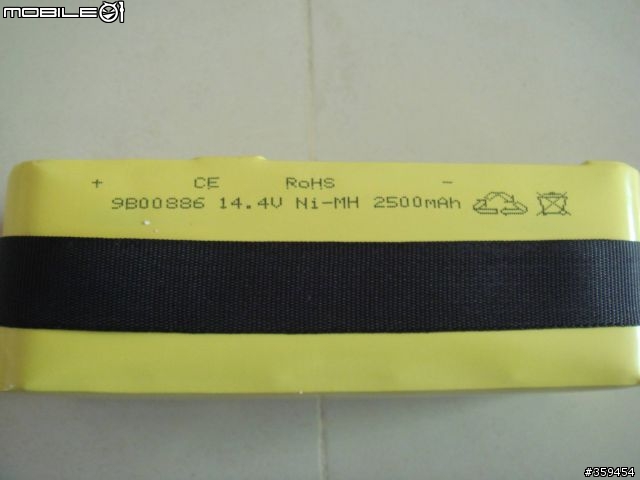 MOBILE01
+ CE RoHS -
9B00886 14.4V Ni-MH 2500mAh
#359454